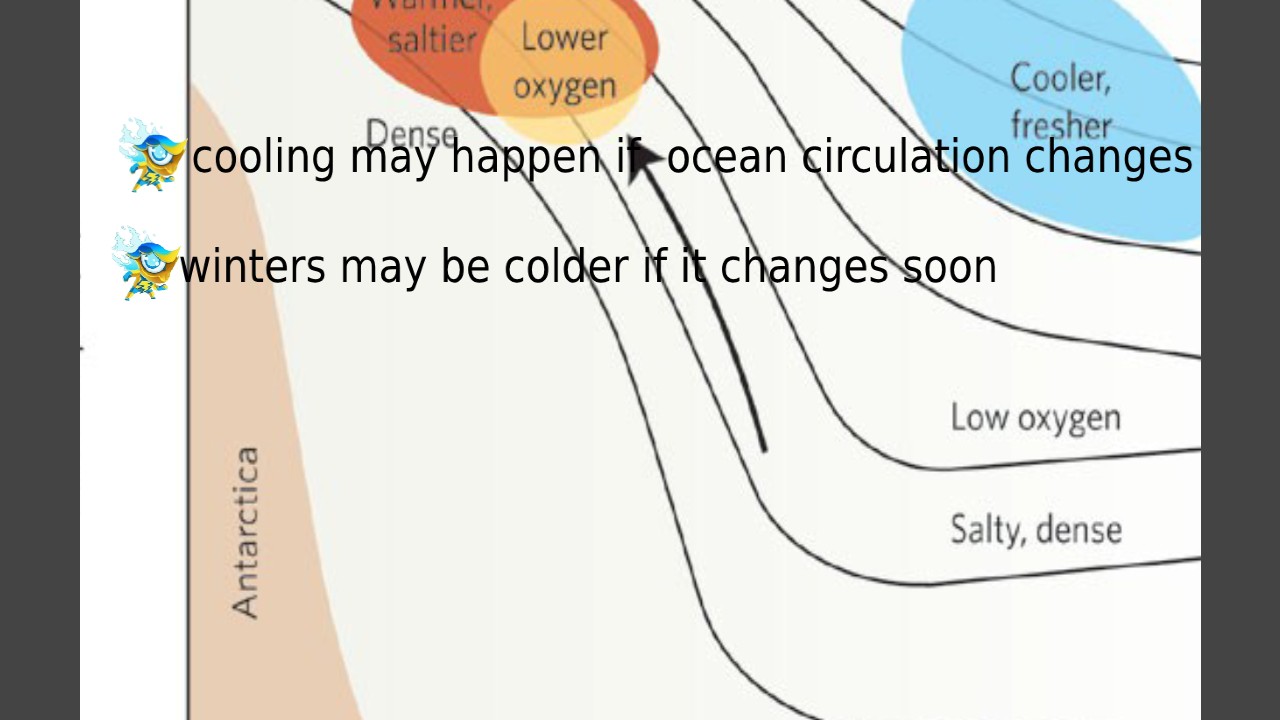 Warmer,
saltier
Lower
oxygen
Cooler,
fresher
Dense
cooling may happen if ocean circulation changes
winters may be colder if it changes soon
Low oxygen
Salty, dense
Antarctica